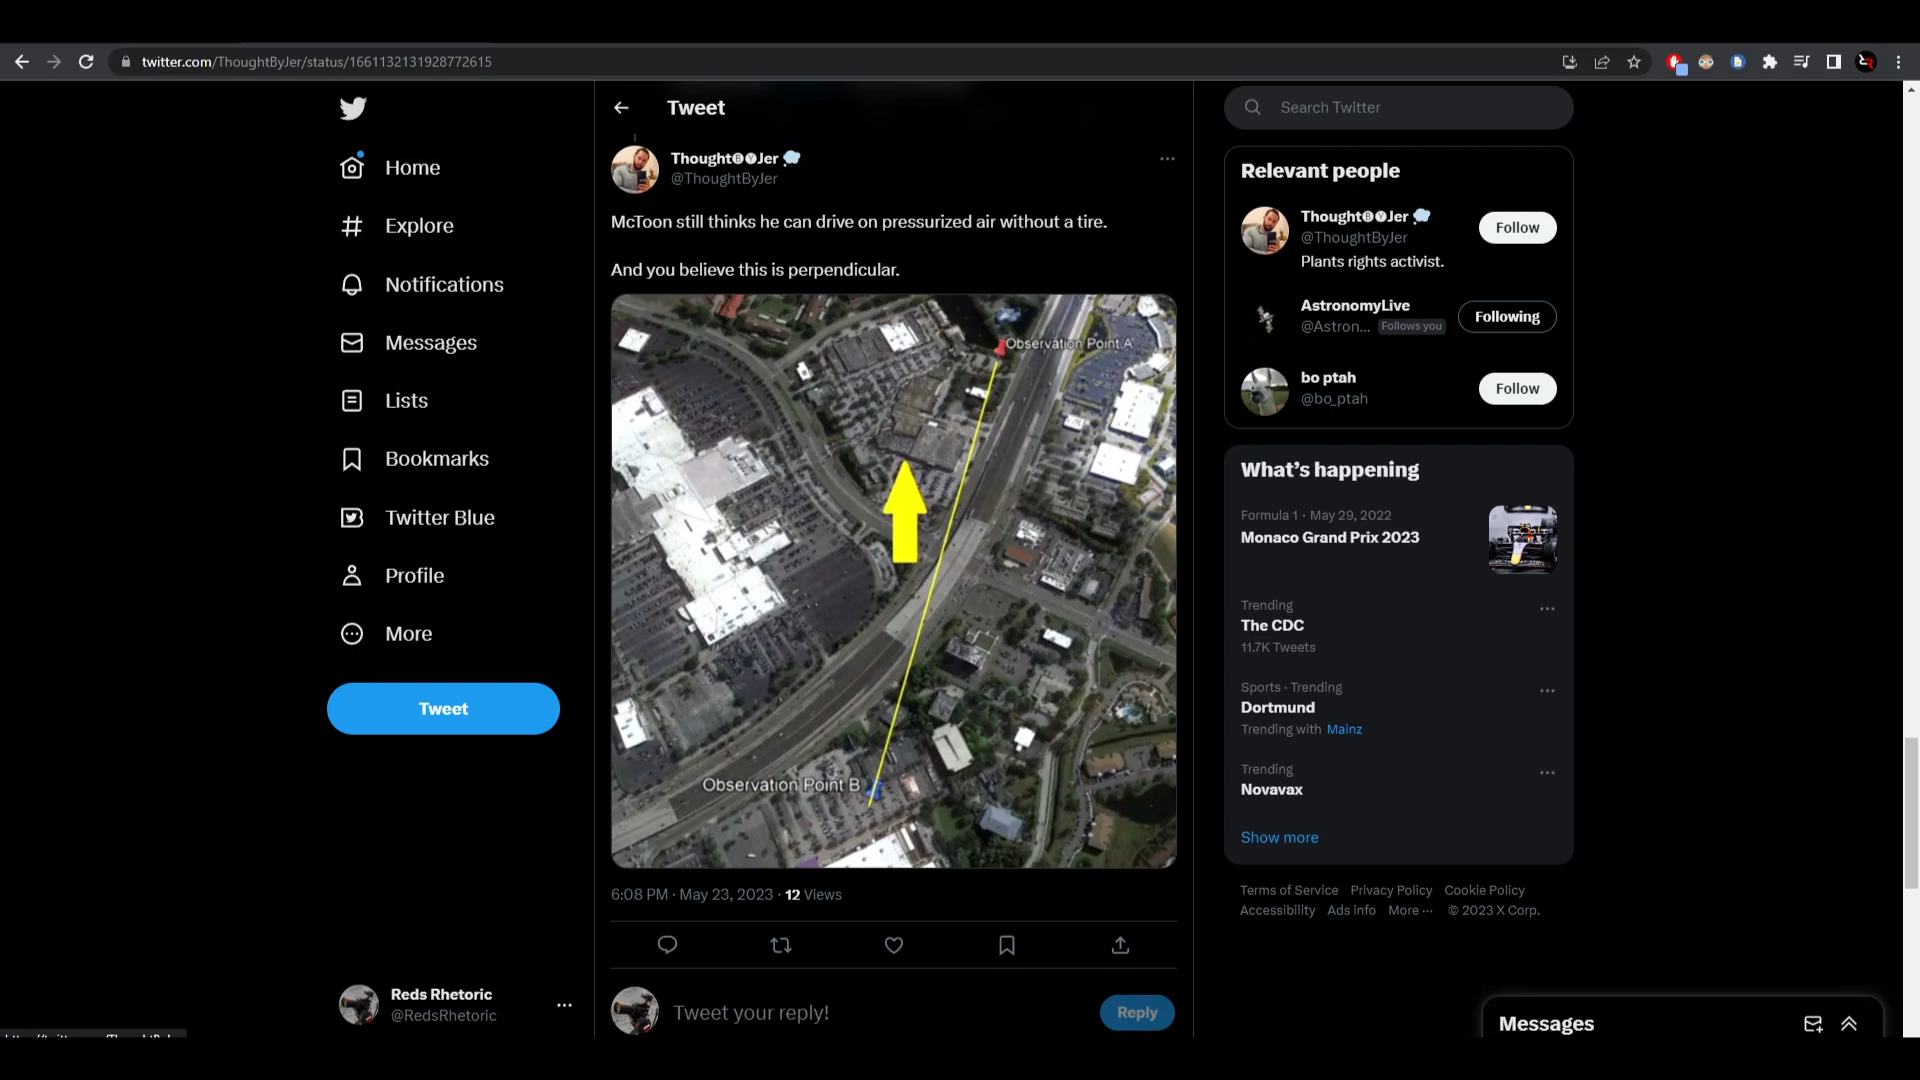 twitter.com/ThoughtByJer/status/1661132131928772615
Home
Explore
Notifications
Messages
Lists
Bookmarks
Twitter Blue
Profile
More
Tweet
Reds Rhetoric
@RedsRhetoric
Tweet
Thought🅑🅨Jer 💭
@ThoughtByJer
McToon still thinks he can drive on pressurized air without a tire.
And you believe this is perpendicular.
Observation Point A
Observation Point B
6:08 PM · May 23, 2023 · 12 Views
Tweet your reply!
Reply
Search Twitter
Relevant people
Thought🅑🅨Jer 💭
@ThoughtByJer
Follow
Plants rights activist.
AstronomyLive
@Astron... Follows you
Following
bo ptah
@bo_ptah
Follow
What's happening
Formula 1 · May 29, 2022
Monaco Grand Prix 2023
Trending
The CDC
11.7K Tweets
Sports · Trending
Dortmund
Trending with Mainz
Trending
Novavax
Show more
Terms of Service Privacy Policy Cookie Policy
Accessibility Ads info More ··· © 2023 X Corp.
Messages